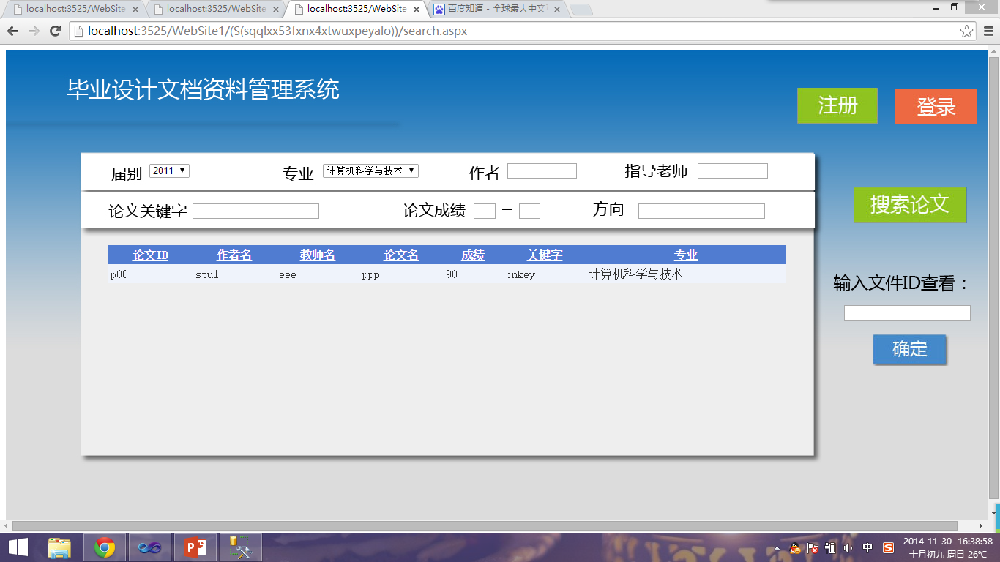 localhost:3525/WebSite
localhost:3525/WebSite
localhost:3525/WebSite
百度知道 - 全球最大中文
localhost:3525/WebSite1/(S(sqqlxx53fxnx4xtwuxpeyalo))/search.aspx
毕业设计文档资料管理系统
注册 登录
届别 2011 专业 计算机科学与技术 作者 指导老师
论文关键字 论文成绩 — 方向
搜索论文
论文ID 作者名 教师名 论文名 成绩 关键字 专业
p00 stu1 eee ppp 90 cnkey 计算机科学与技术
输入文件ID查看：
确定
中 S 2014-11-30 16:38:58
十月初九 周日 26℃